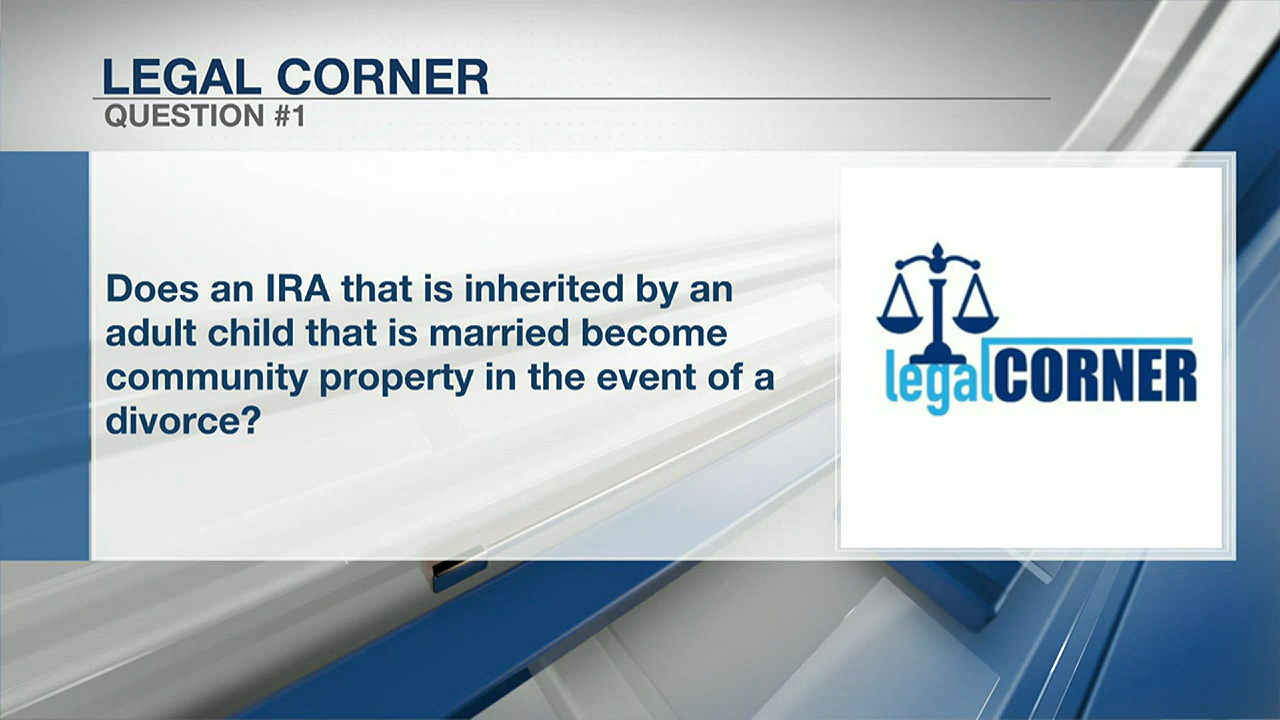 LEGAL CORNER
QUESTION #1
Does an IRA that is inherited by an
adult child that is married become
community property in the event of a
divorce?
legalCORNER